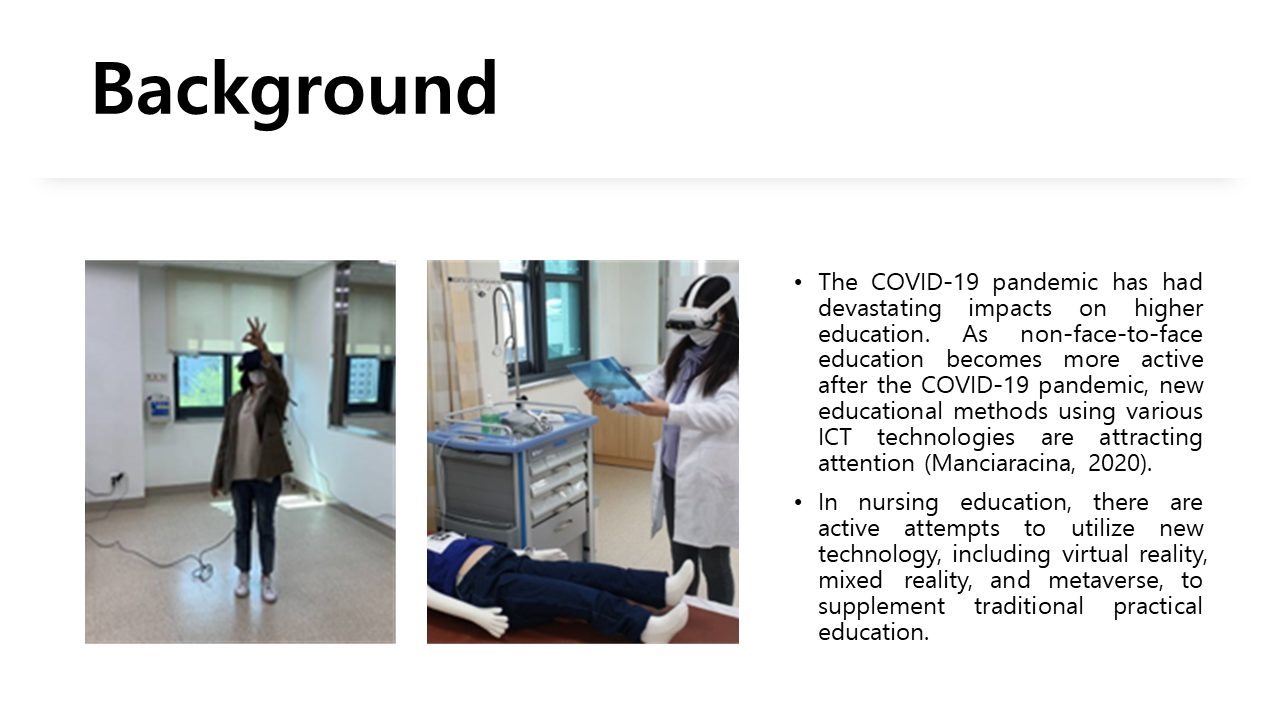 Background
• The COVID-19 pandemic has had
devastating impacts on higher
education. As non-face-to-face
education becomes more active
after the COVID-19 pandemic, new
educational methods using various
ICT technologies are attracting
attention (Manciaracina, 2020).
• In nursing education, there are
active attempts to utilize new
technology, including virtual reality,
mixed reality, and metaverse, to
supplement traditional practical
education.